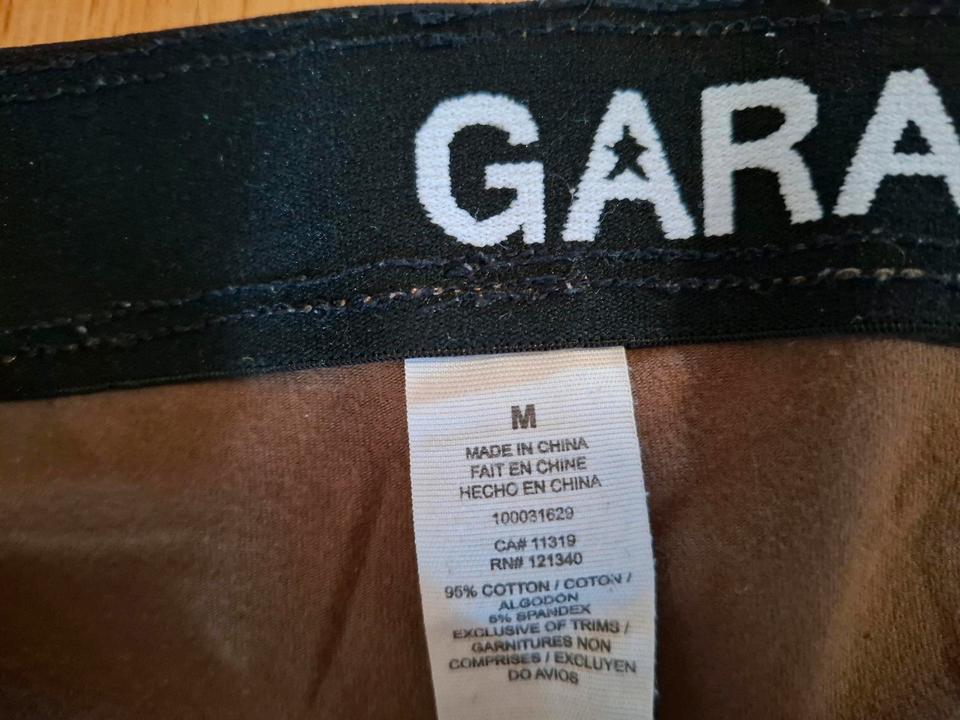 GARA
M
MADE IN CHINA
FAIT EN CHINE
HECHO EN CHINA
100031629
CA# 11319
RN# 121340
95% COTTON / COTON /
ALGODON
5% SPANDEX
EXCLUSIVE OF TRIMS /
GARNITURES NON
COMPRISES / EXCLUYEN
DO AVIOS